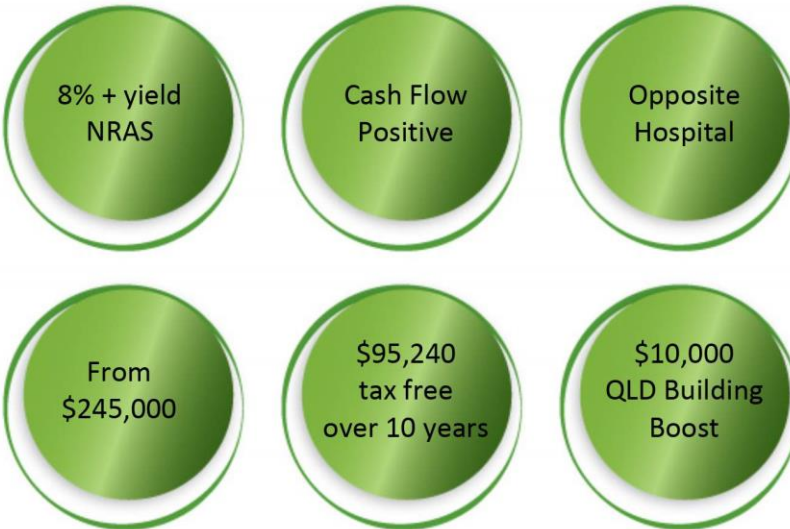 8% + yield
NRAS
Cash Flow
Positive
Opposite
Hospital
From
$245,000
$95,240
tax free
over 10 years
$10,000
QLD Building
Boost